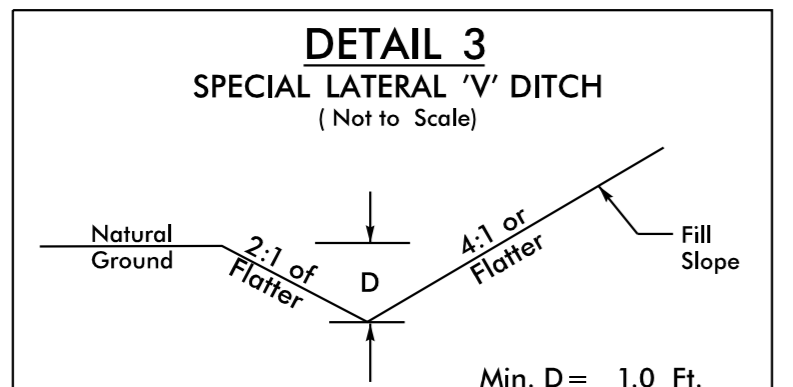 DETAIL 3
SPECIAL LATERAL 'V' DITCH
( Not to Scale)
Natural
Ground
2:1 of
Flatter
D
4:1 or
Flatter
Fill
Slope
Min. D = 1.0 Ft.